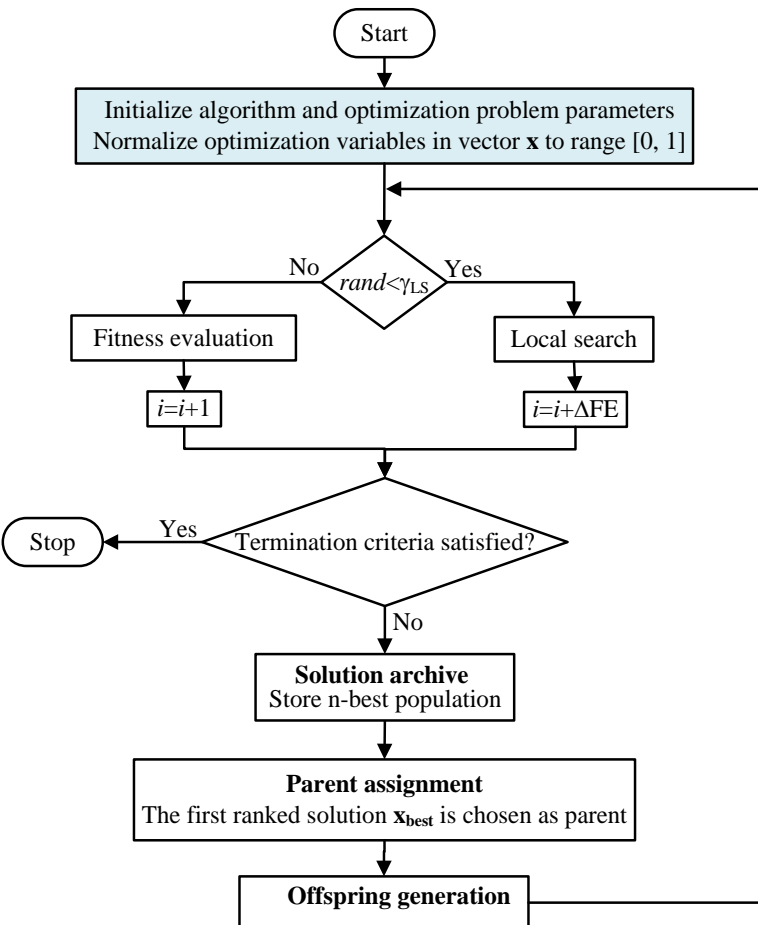 Start
Initialize algorithm and optimization problem parameters
Normalize optimization variables in vector x to range [0, 1]
No
rand<γLS
Yes
Fitness evaluation
Local search
i=i+1
i=i+ΔFE
Stop
Yes
Termination criteria satisfied?
No
Solution archive
Store n-best population
Parent assignment
The first ranked solution xbest is chosen as parent
Offspring generation